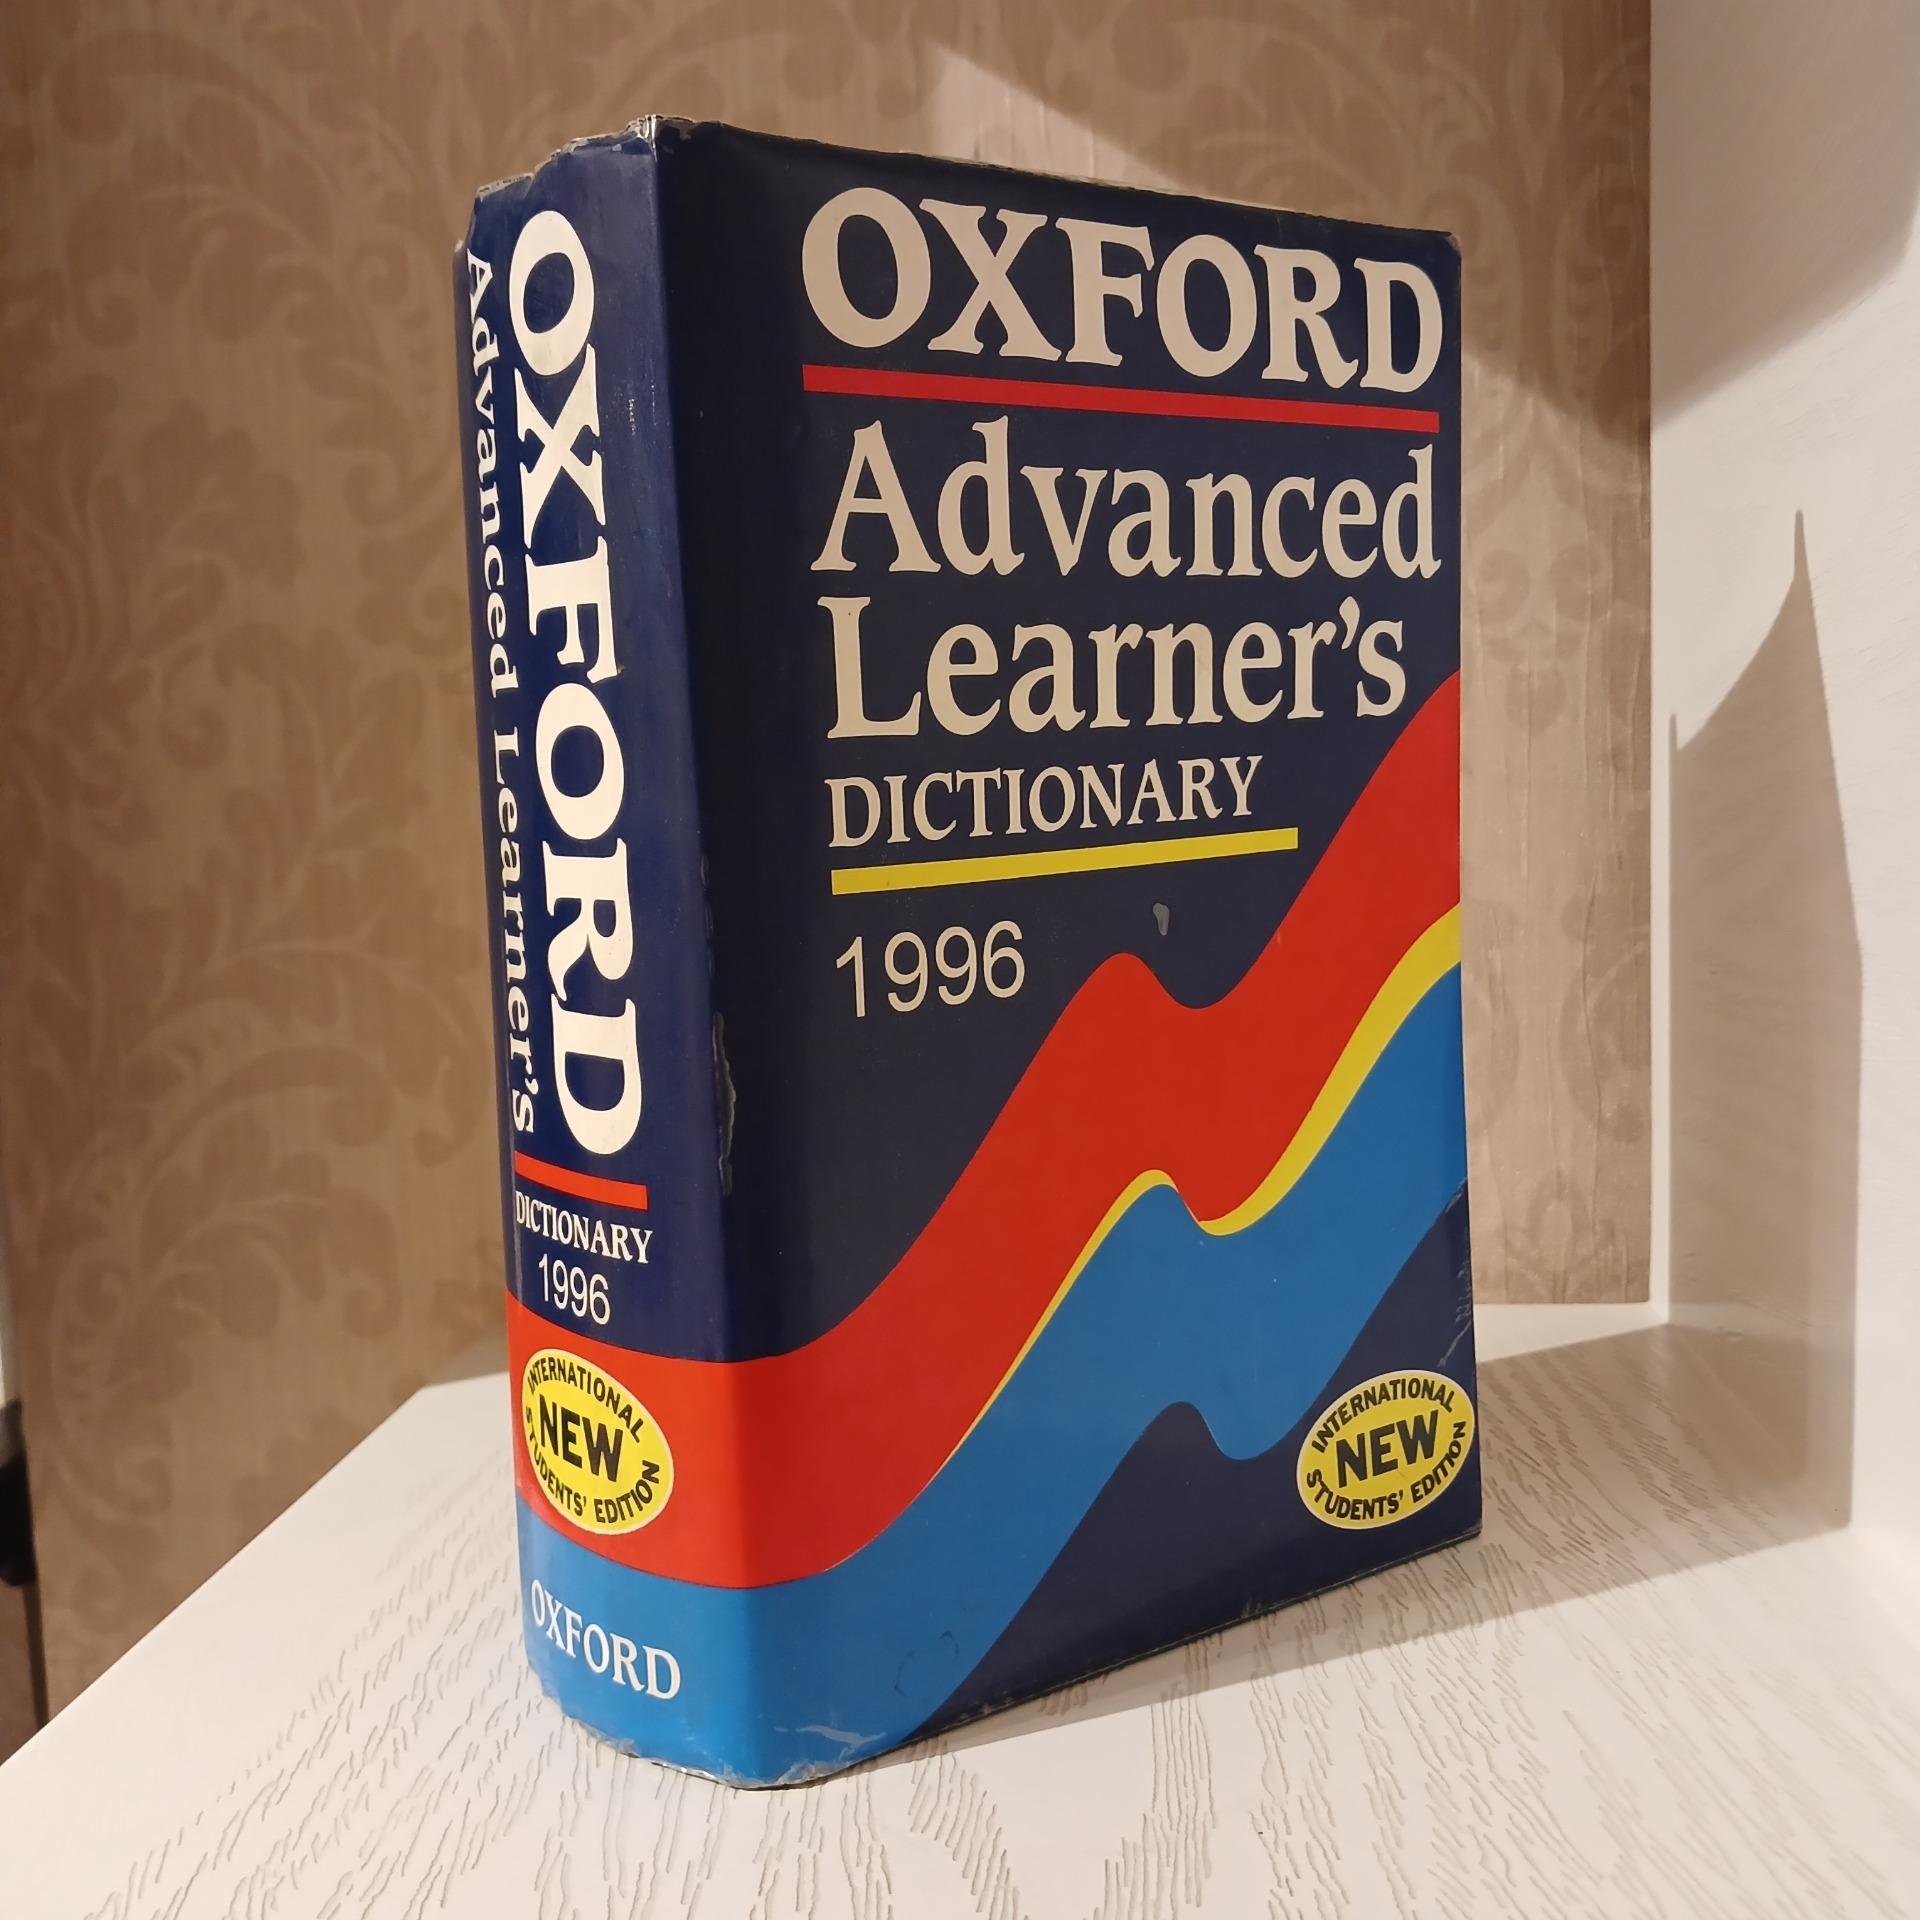 OXFORD
Advanced Learner's
DICTIONARY
1996
INTERNATIONAL
NEW
STUDENTS' EDITION
OXFORD
OXFORD
Advanced
Learner's
DICTIONARY
1996
INTERNATIONAL
NEW
STUDENTS' EDITION